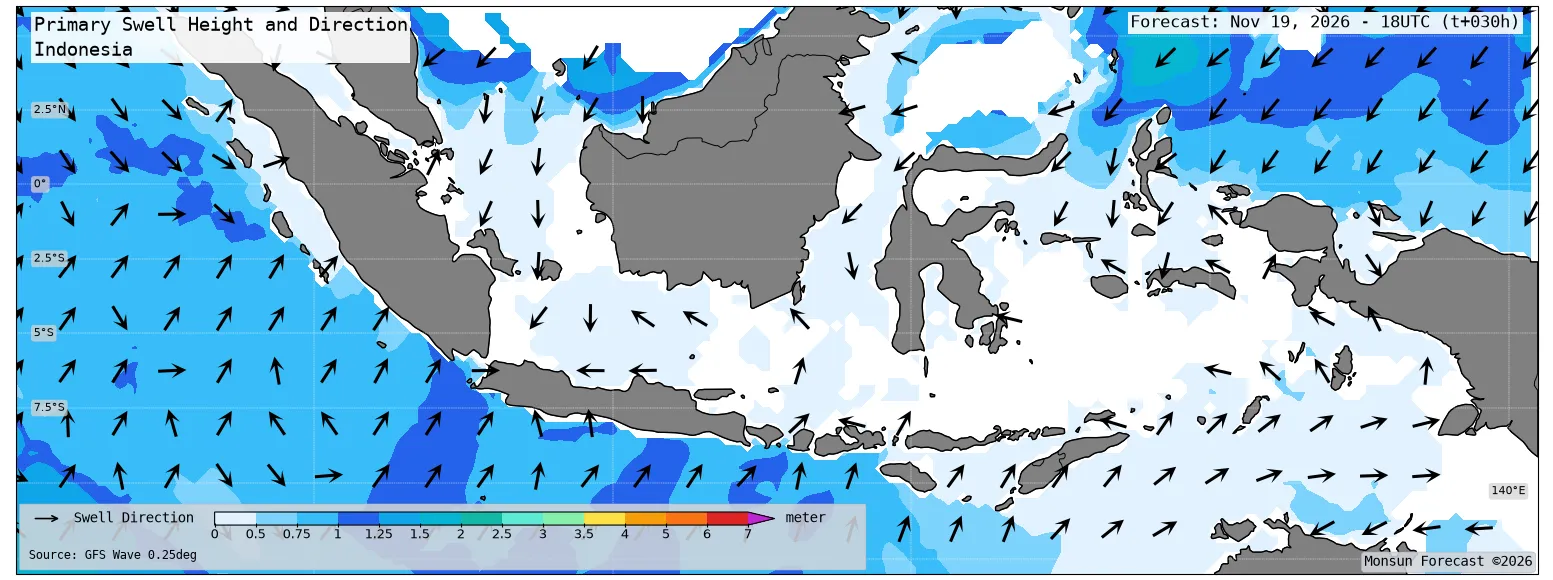 Primary Swell Height and Direction
Indonesia
Forecast: Nov 19, 2026 - 18UTC (t+030h)
2.5°N
0°
2.5°S
5°S
7.5°S
140°E
Swell Direction
meter
0 0.5 0.75 1 1.25 1.5 2 2.5 3 3.5 4 5 6 7
Source: GFS Wave 0.25deg
Monsun Forecast ©2026